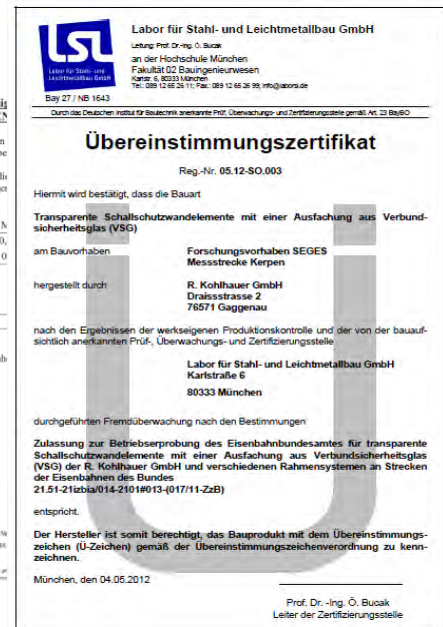 Labor für Stahl- und Leichtmetallbau GmbH
Leitung: Prof. Dr.-Ing. Ö. Bucak
an der Hochschule München
Fakultät 02 Bauingenieurwesen
Karlstr. 6, 80333 München
Tel.: 089 12 65 26 11; Fax.: 089 12 65 26 99; info@laborsl.de
LSL
Labor für Stahl- und
Leichtmetallbau GmbH
Bay 27 / NB 1643
Durch das Deutschen Institut für Bautechnik anerkannte Prüf, Überwachungs- und Zertifizierungsstelle gemäß Art. 23 BayBO
Übereinstimmungszertifikat
Reg.-Nr. 05.12-SO.003
Hiermit wird bestätigt, dass die Bauart
Transparente Schallschutzwandelemente mit einer Ausfachung aus Verbund-
sicherheitsglas (VSG)
am Bauvorhaben Forschungsvorhaben SEGES
Messstrecke Kerpen
hergestellt durch R. Kohlhauer GmbH
Draissstrasse 2
76571 Gaggenau
nach den Ergebnissen der werkseigenen Produktionskontrolle und der von der bauauf-
sichtlich anerkannten Prüf-, Überwachungs- und Zertifizierungsstelle
Labor für Stahl- und Leichtmetallbau GmbH
Karlstraße 6
80333 München
durchgeführten Fremdüberwachung nach den Bestimmungen
Zulassung zur Betriebserprobung des Eisenbahnbundesamtes für transparente
Schallschutzwandelemente mit einer Ausfachung aus Verbundsicherheitsglas
(VSG) der R. Kohlhauer GmbH und verschiedenen Rahmensystemen an Strecken
der Eisenbahnen des Bundes
21.51-21izbia/014-2101#013-(017/11-ZzB)
entspricht.
Der Hersteller ist somit berechtigt, das Bauprodukt mit dem Übereinstimmungs-
zeichen (Ü-Zeichen) gemäß der Übereinstimmungszeichenverordnung zu kenn-
zeichnen.
München, den 04.05.2012
Prof. Dr. -Ing. Ö. Bucak
Leiter der Zertifizierungsstelle
Ü